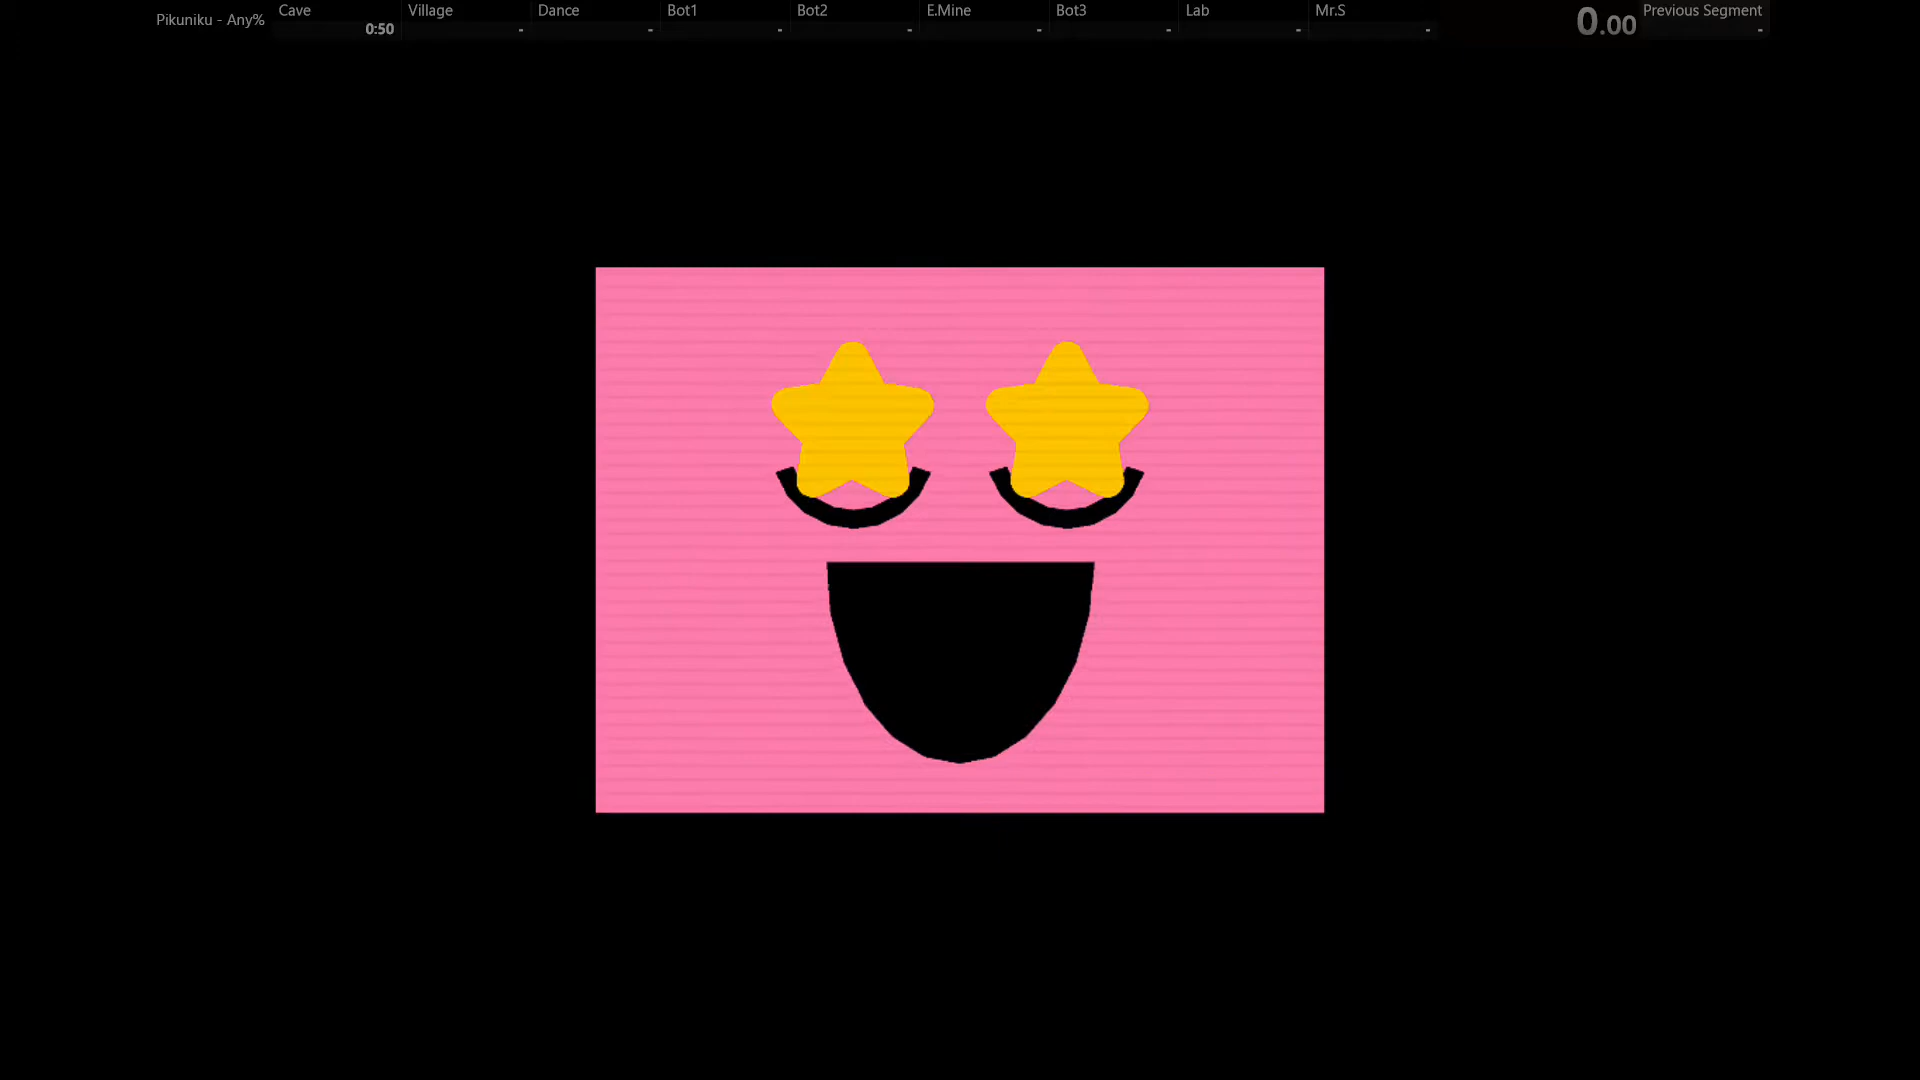 Pikuniku - Any%
Cave Village Dance Bot1 Bot2 E.Mine Bot3 Lab Mr.S
0:50 - - - - - - - -
0.00
Previous Segment
-